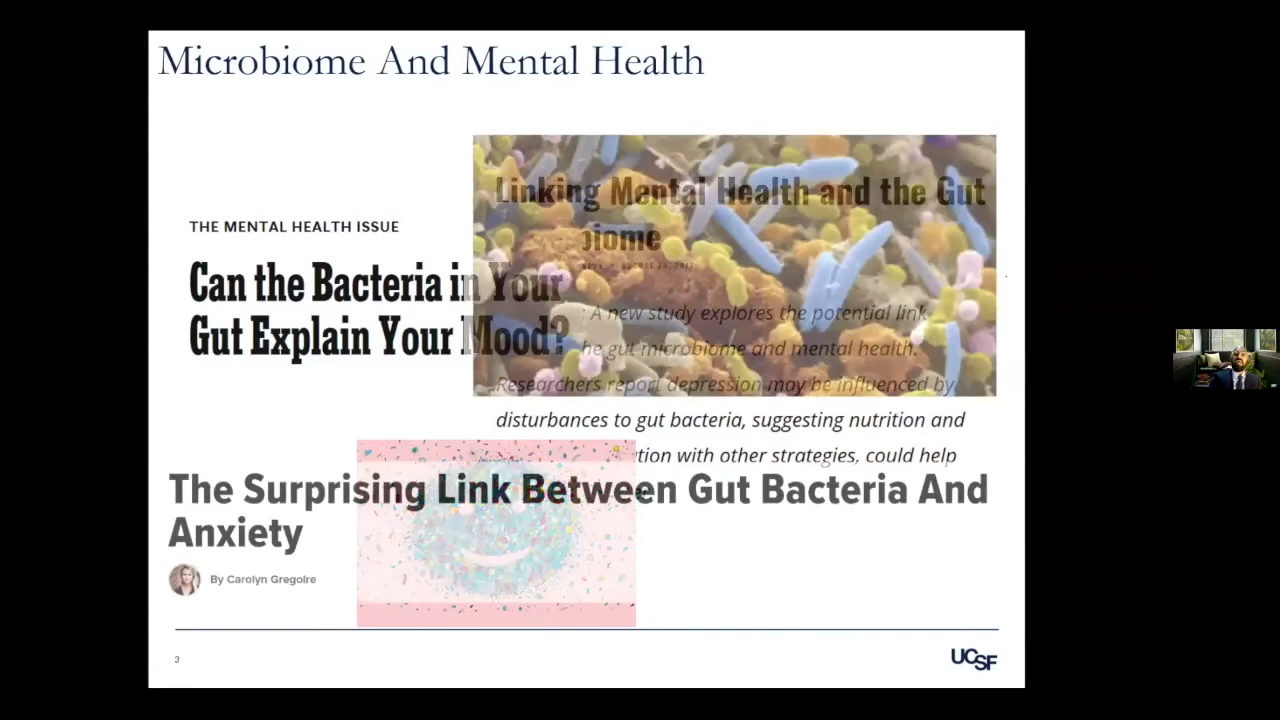 Microbiome And Mental Health
THE MENTAL HEALTH ISSUE
Can the Bacteria in Your
Gut Explain Your Mood?
Linking Mental Health and the Gut
biome
: A new study explores the potential link
he gut microbiome and mental health.
Researchers report depression may be influenced by
disturbances to gut bacteria, suggesting nutrition and
tion with other strategies, could help
The Surprising Link Between Gut Bacteria And
Anxiety
By Carolyn Gregoire
3
UCSF